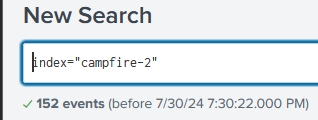 New Search
index="campfire-2"
✓ 152 events (before 7/30/24 7:30:22.000 PM)